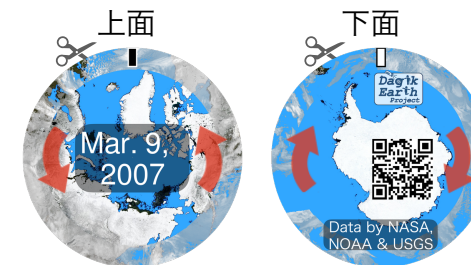 上面
下面
Mar. 9,
2007
Dagik
Earth
Project
Data by NASA,
NOAA & USGS